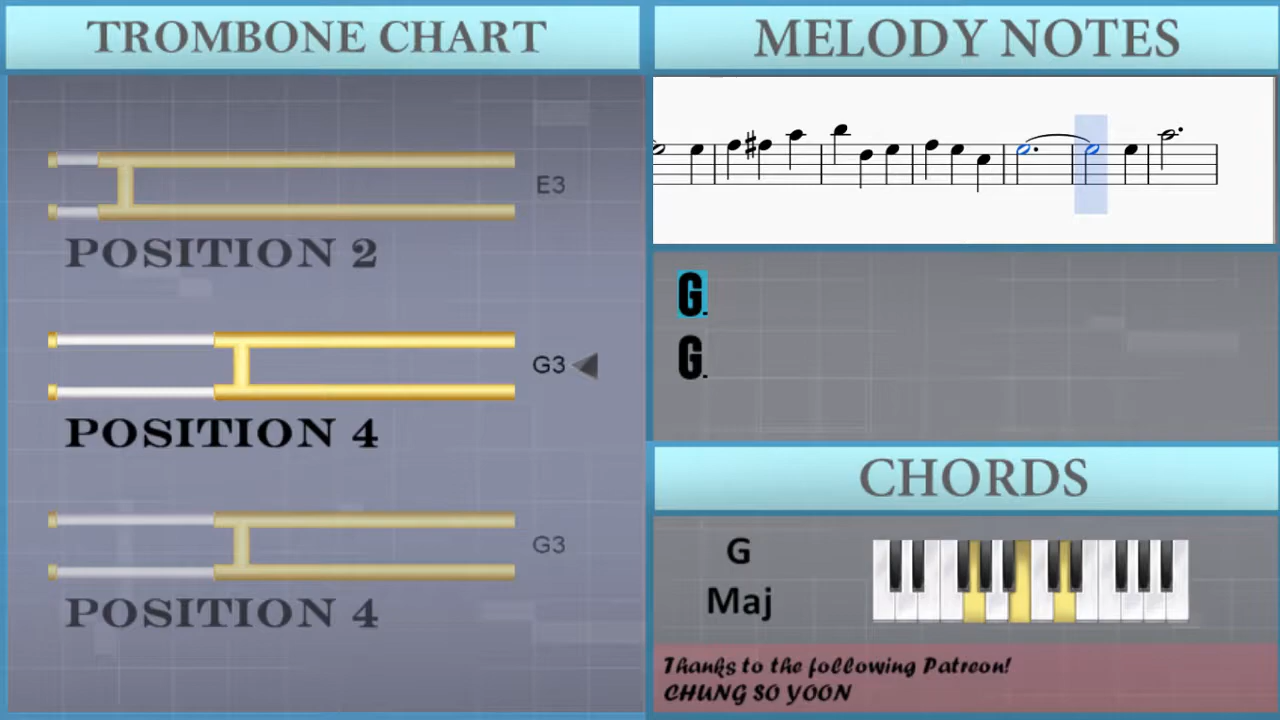 TROMBONE CHART
E3
POSITION 2
G3
POSITION 4
G3
POSITION 4
MELODY NOTES
G.
G.
CHORDS
G
Maj
Thanks to the following Patreon!
CHUNG SO YOON